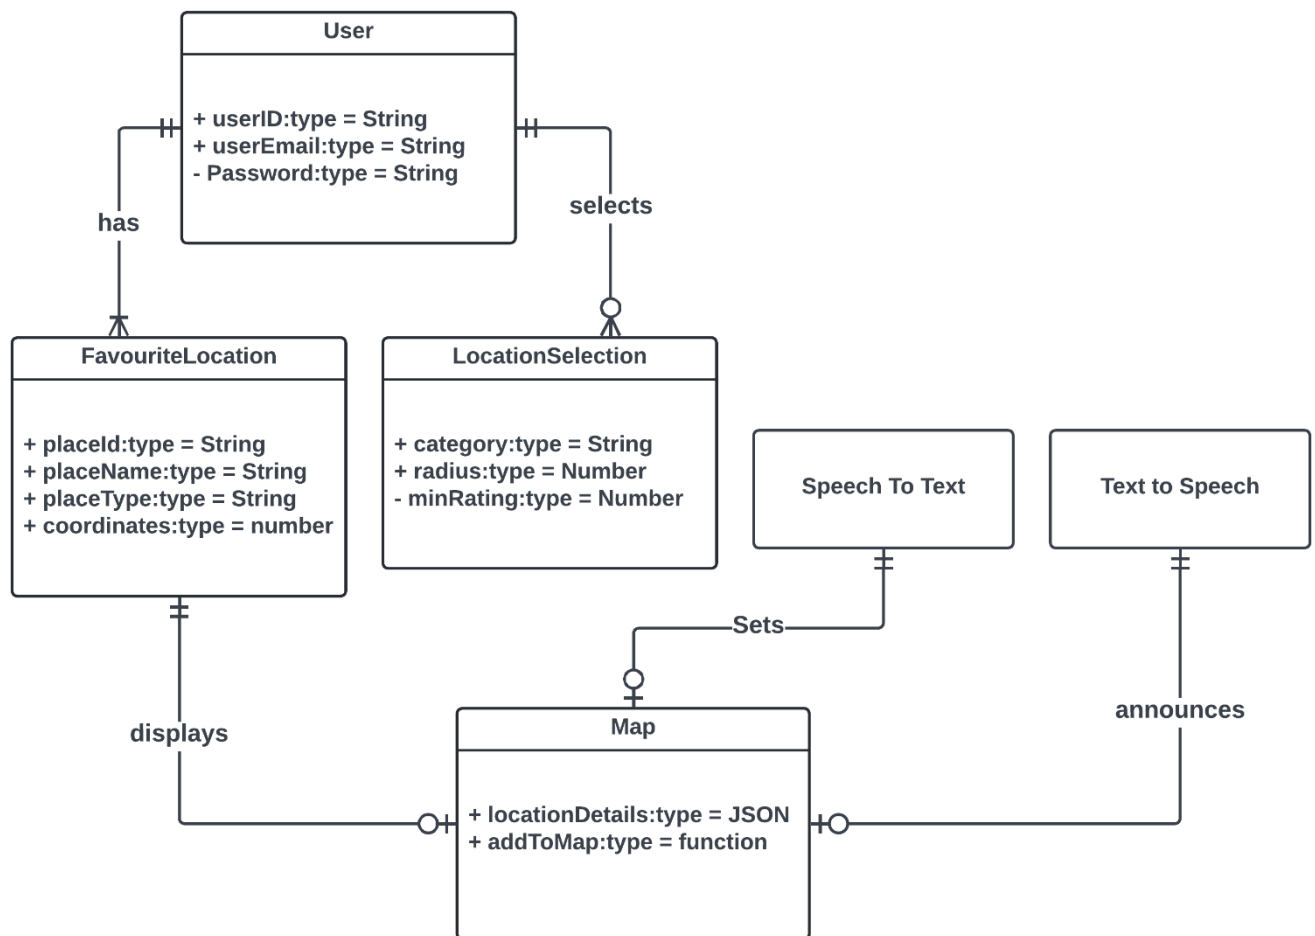 User
+ userID:type = String
+ userEmail:type = String
- Password:type = String
has
selects
FavouriteLocation
+ placeId:type = String
+ placeName:type = String
+ placeType:type = String
+ coordinates:type = number
LocationSelection
+ category:type = String
+ radius:type = Number
- minRating:type = Number
Speech To Text
Text to Speech
Sets
displays
announces
Map
+ locationDetails:type = JSON
+ addToMap:type = function